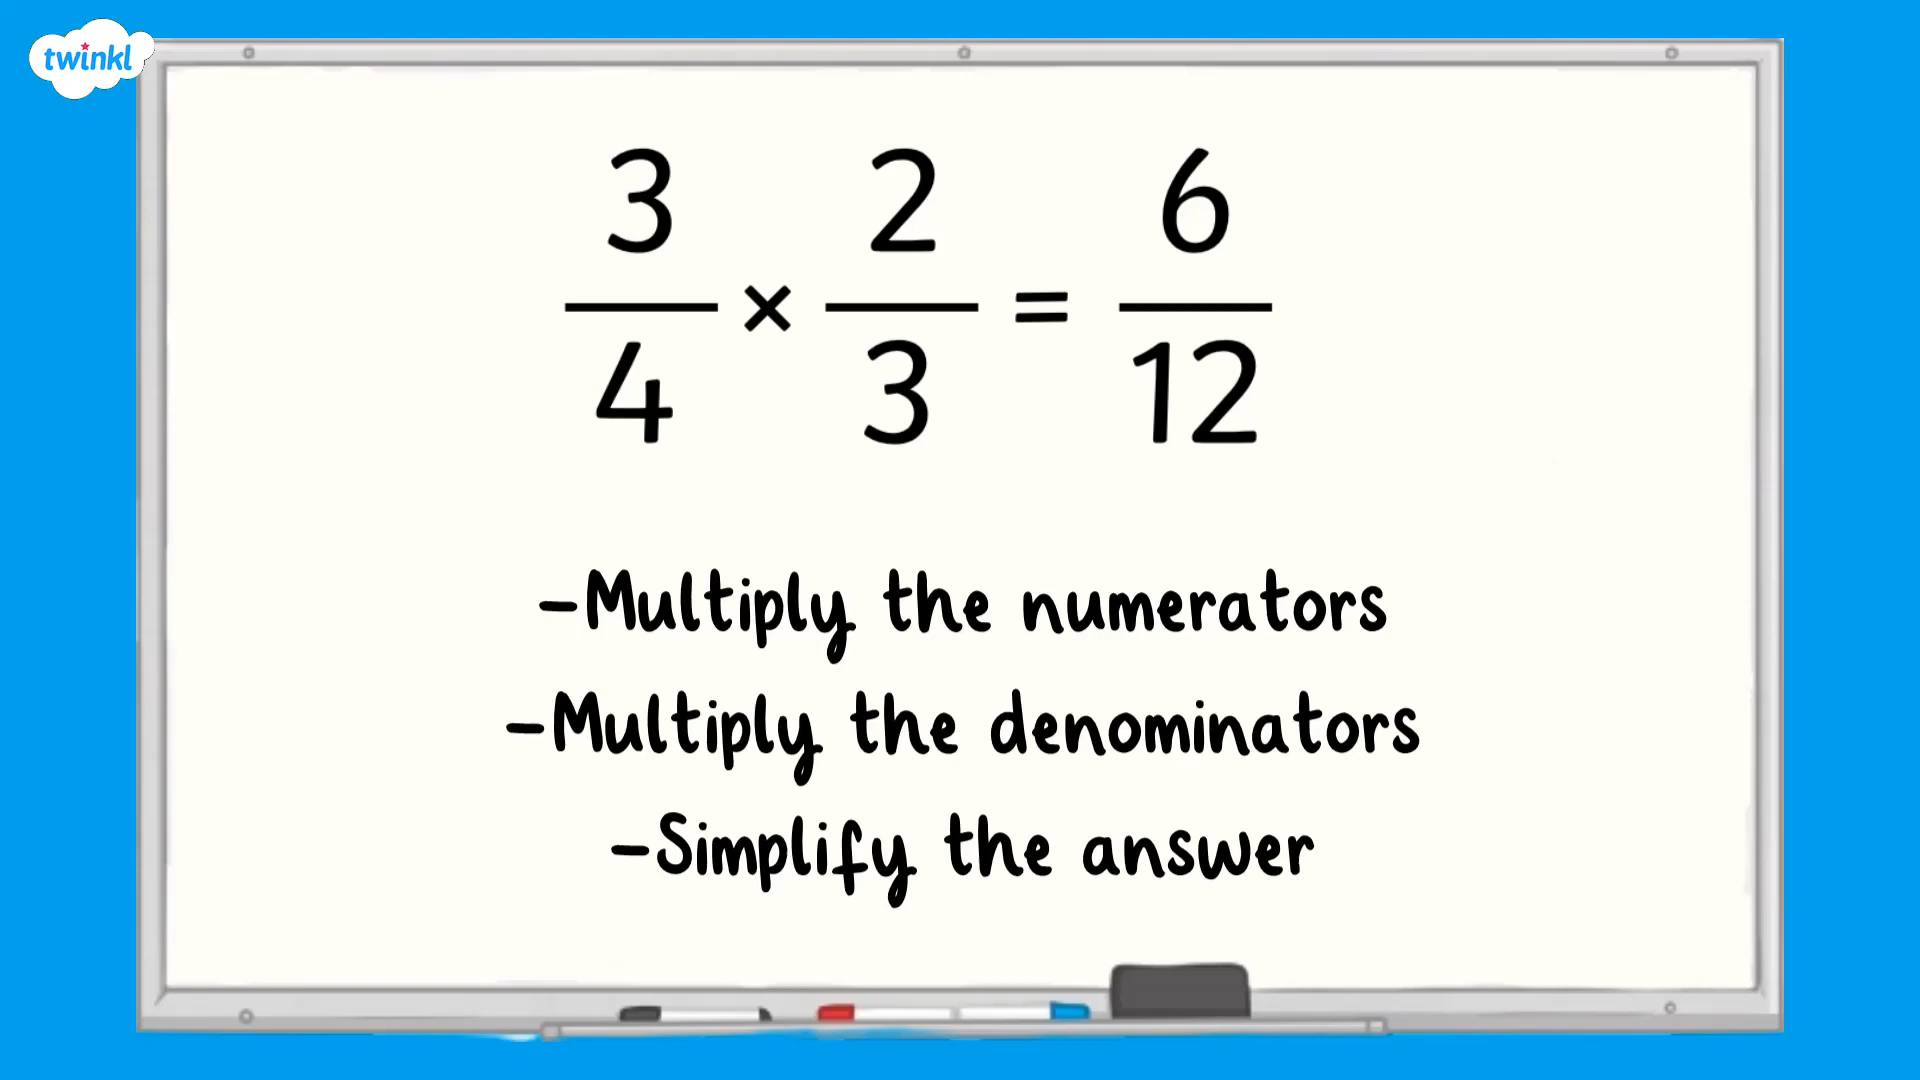 twinkl
3/4 × 2/3 = 6/12
-Multiply the numerators
-Multiply the denominators
-Simplify the answer